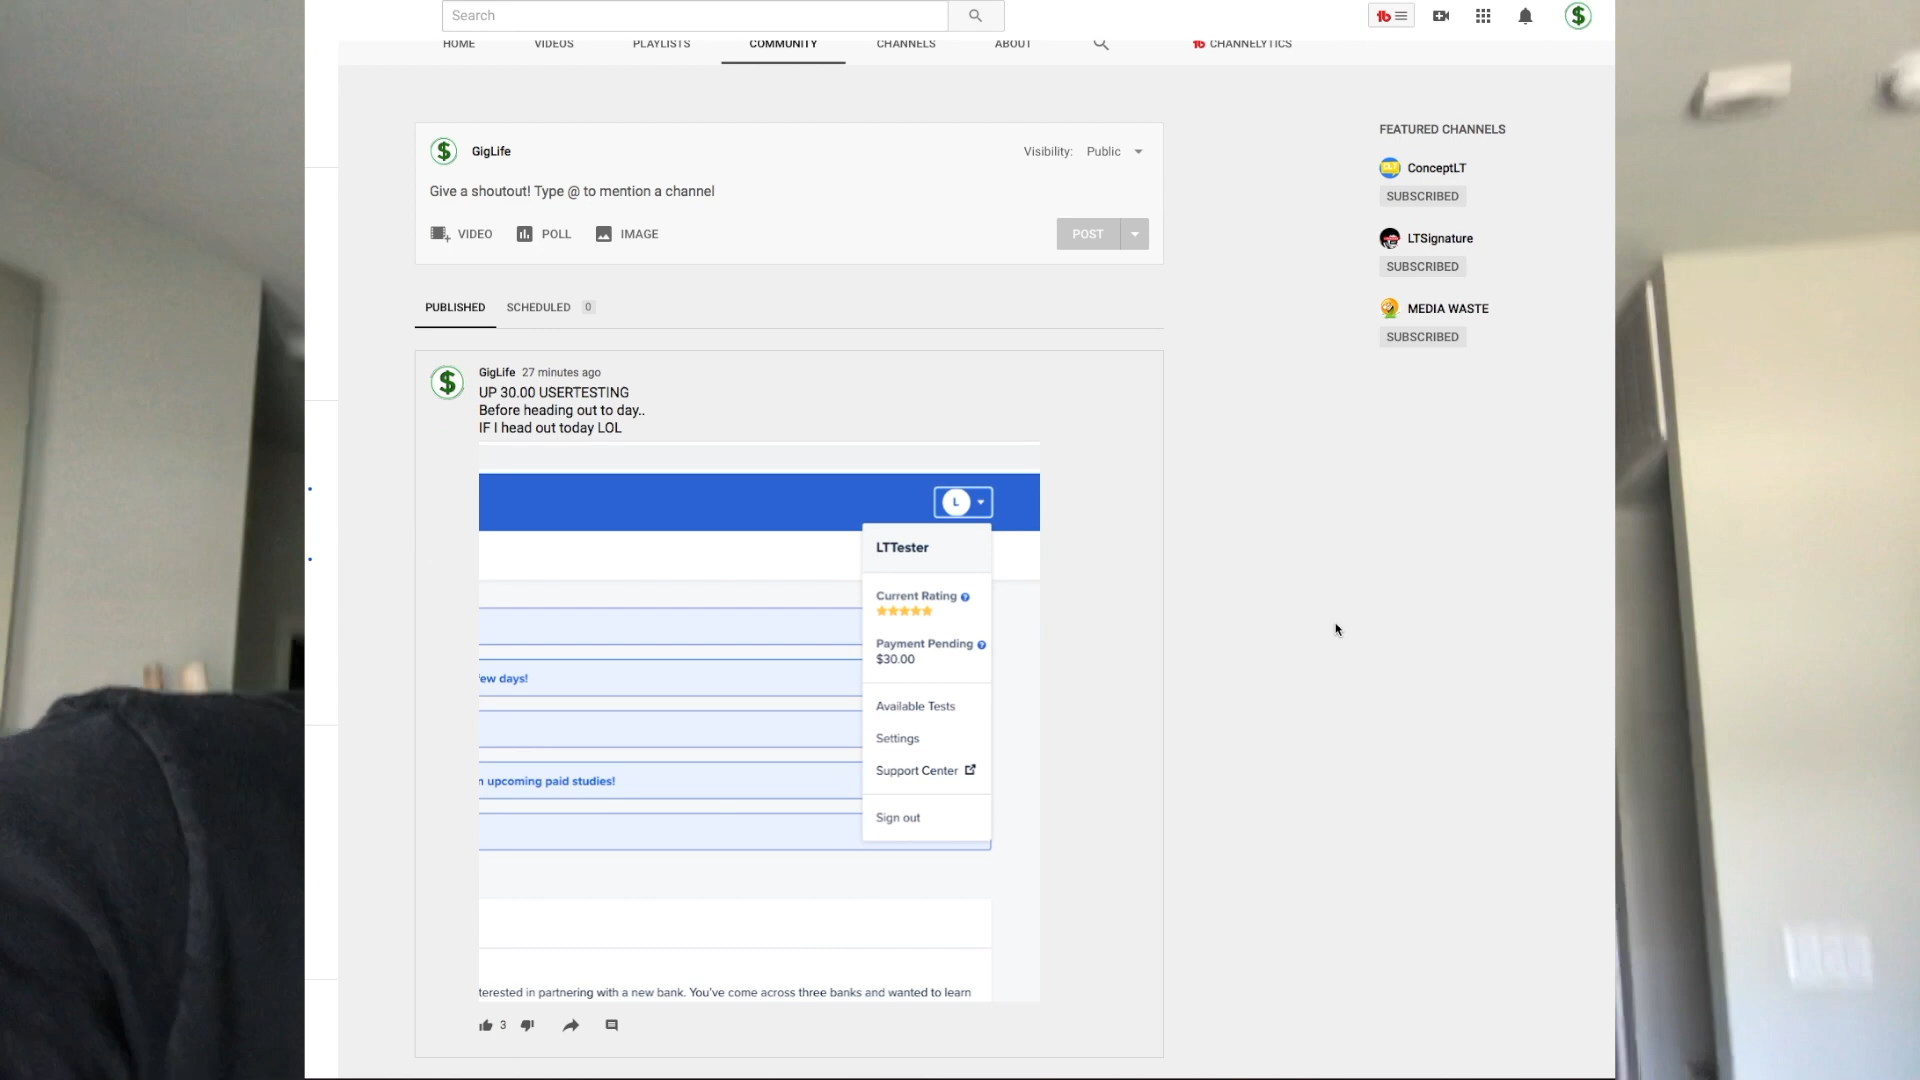 Search
HOME VIDEOS PLAYLISTS COMMUNITY CHANNELS ABOUT CHANNELYTICS
GigLife
Visibility: Public
Give a shoutout! Type @ to mention a channel
VIDEO POLL IMAGE
POST
PUBLISHED SCHEDULED 0
GigLife 27 minutes ago
UP 30.00 USERTESTING
Before heading out to day..
IF I head out today LOL
L
LTTester
Current Rating
Payment Pending
$30.00
few days!
Available Tests
Settings
Support Center
n upcoming paid studies!
Sign out
terested in partnering with a new bank. You've come across three banks and wanted to learn
3
FEATURED CHANNELS
ConceptLT
SUBSCRIBED
LTSignature
SUBSCRIBED
MEDIA WASTE
SUBSCRIBED